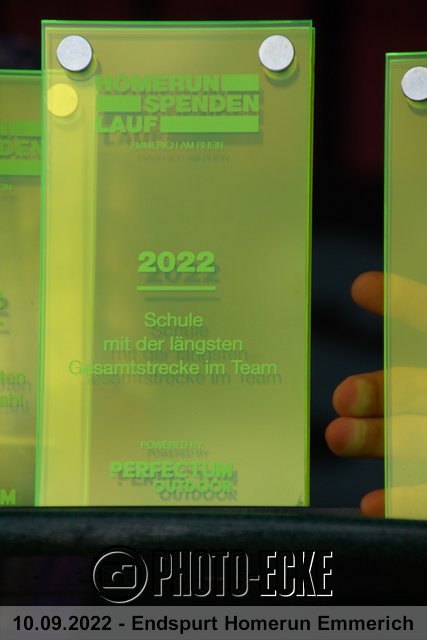 HOMERUN
SPENDEN
LAUF
EMMERICH AM RHEIN
2022
Schule
mit der längsten
Gesamtstrecke im Team
POWERED BY
PERFECTUM
OUTDOOR
PHOTO-ECKE
10.09.2022 - Endspurt Homerun Emmerich